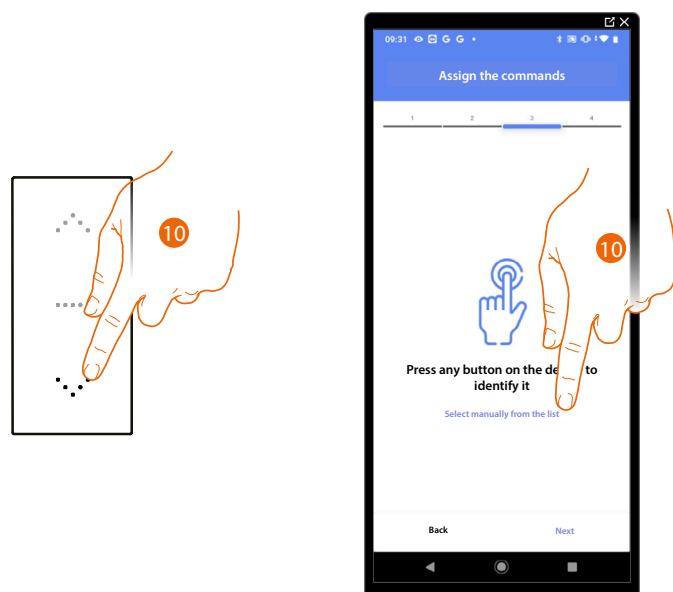 09:31 G G
Assign the commands
1 2 3 4
10
10
Press any button on the de to
identify it
Select manually from the list
Back Next